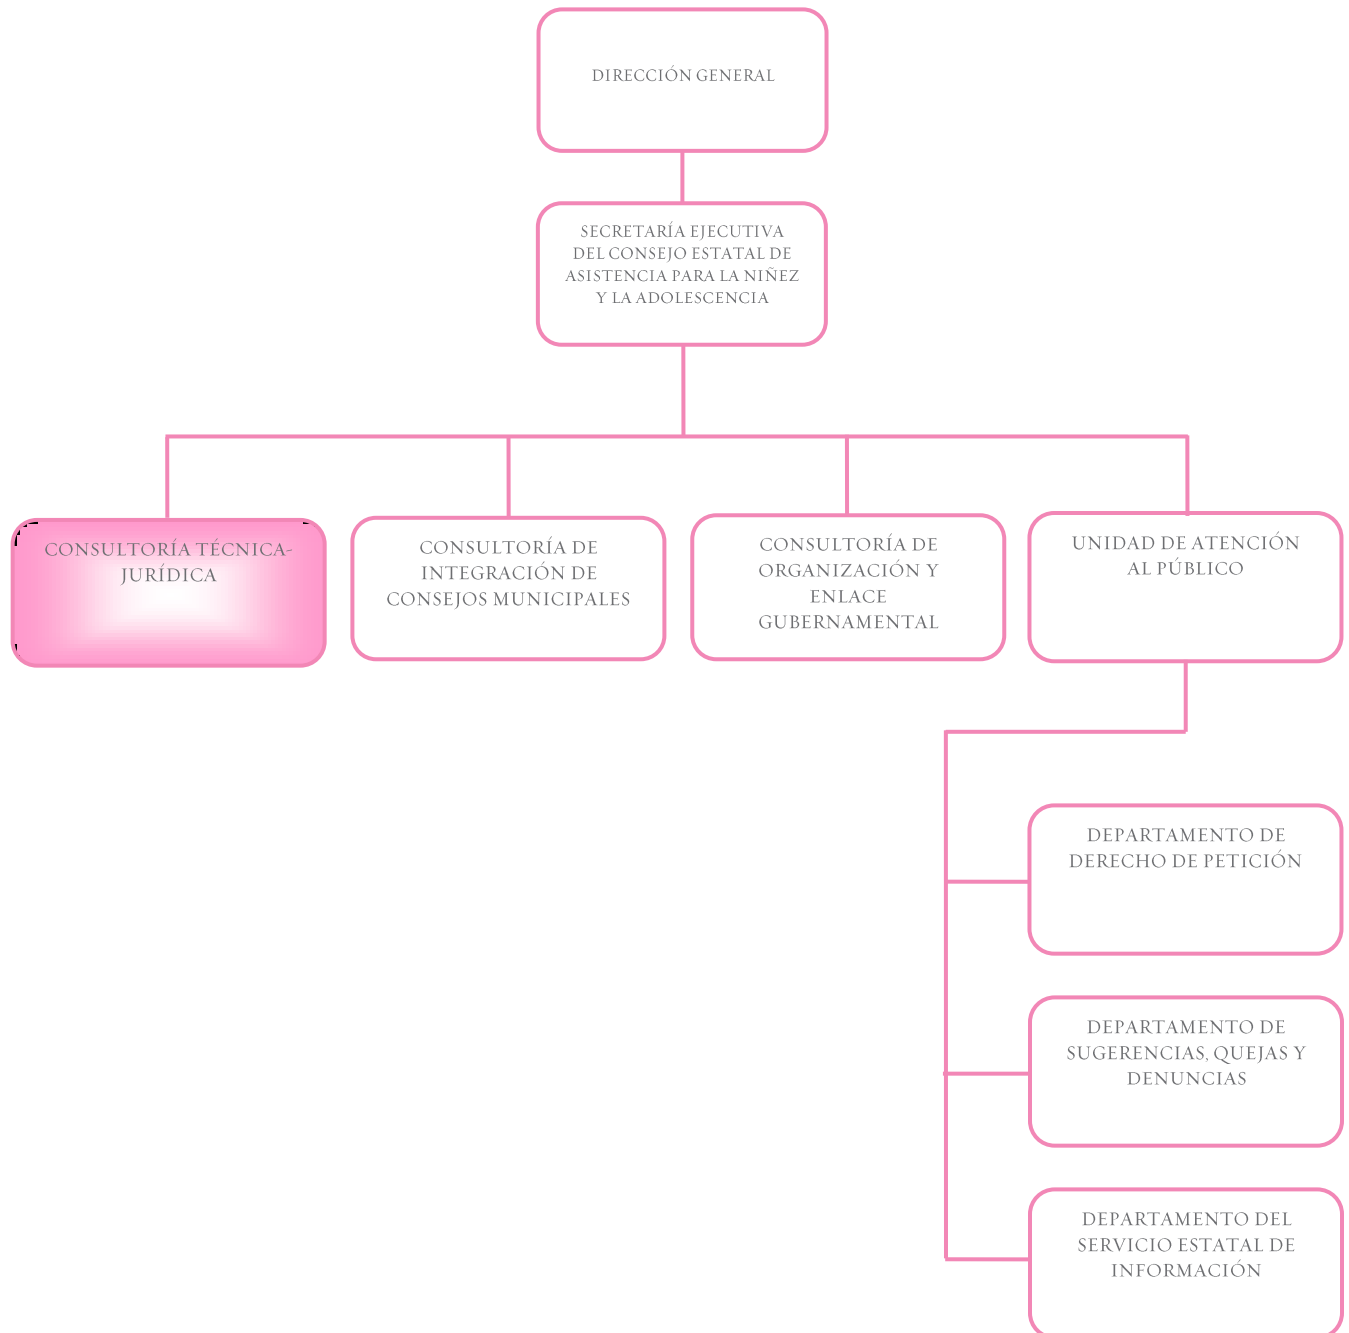 DIRECCIÓN GENERAL
SECRETARÍA EJECUTIVA
DEL CONSEJO ESTATAL DE
ASISTENCIA PARA LA NIÑEZ
Y LA ADOLESCENCIA
CONSULTORÍA TÉCNICA-
JURÍDICA
CONSULTORÍA DE
INTEGRACIÓN DE
CONSEJOS MUNICIPALES
CONSULTORÍA DE
ORGANIZACIÓN Y
ENLACE
GUBERNAMENTAL
UNIDAD DE ATENCIÓN
AL PÚBLICO
DEPARTAMENTO DE
DERECHO DE PETICIÓN
DEPARTAMENTO DE
SUGERENCIAS, QUEJAS Y
DENUNCIAS
DEPARTAMENTO DEL
SERVICIO ESTATAL DE
INFORMACIÓN